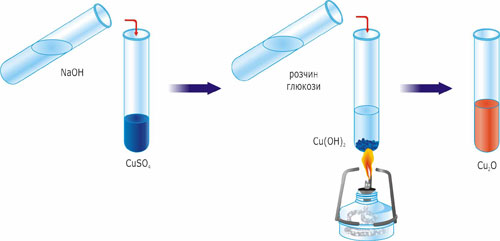 NaOH
CuSO₄
розчин
глюкози
Cu(OH)₂
Cu₂O